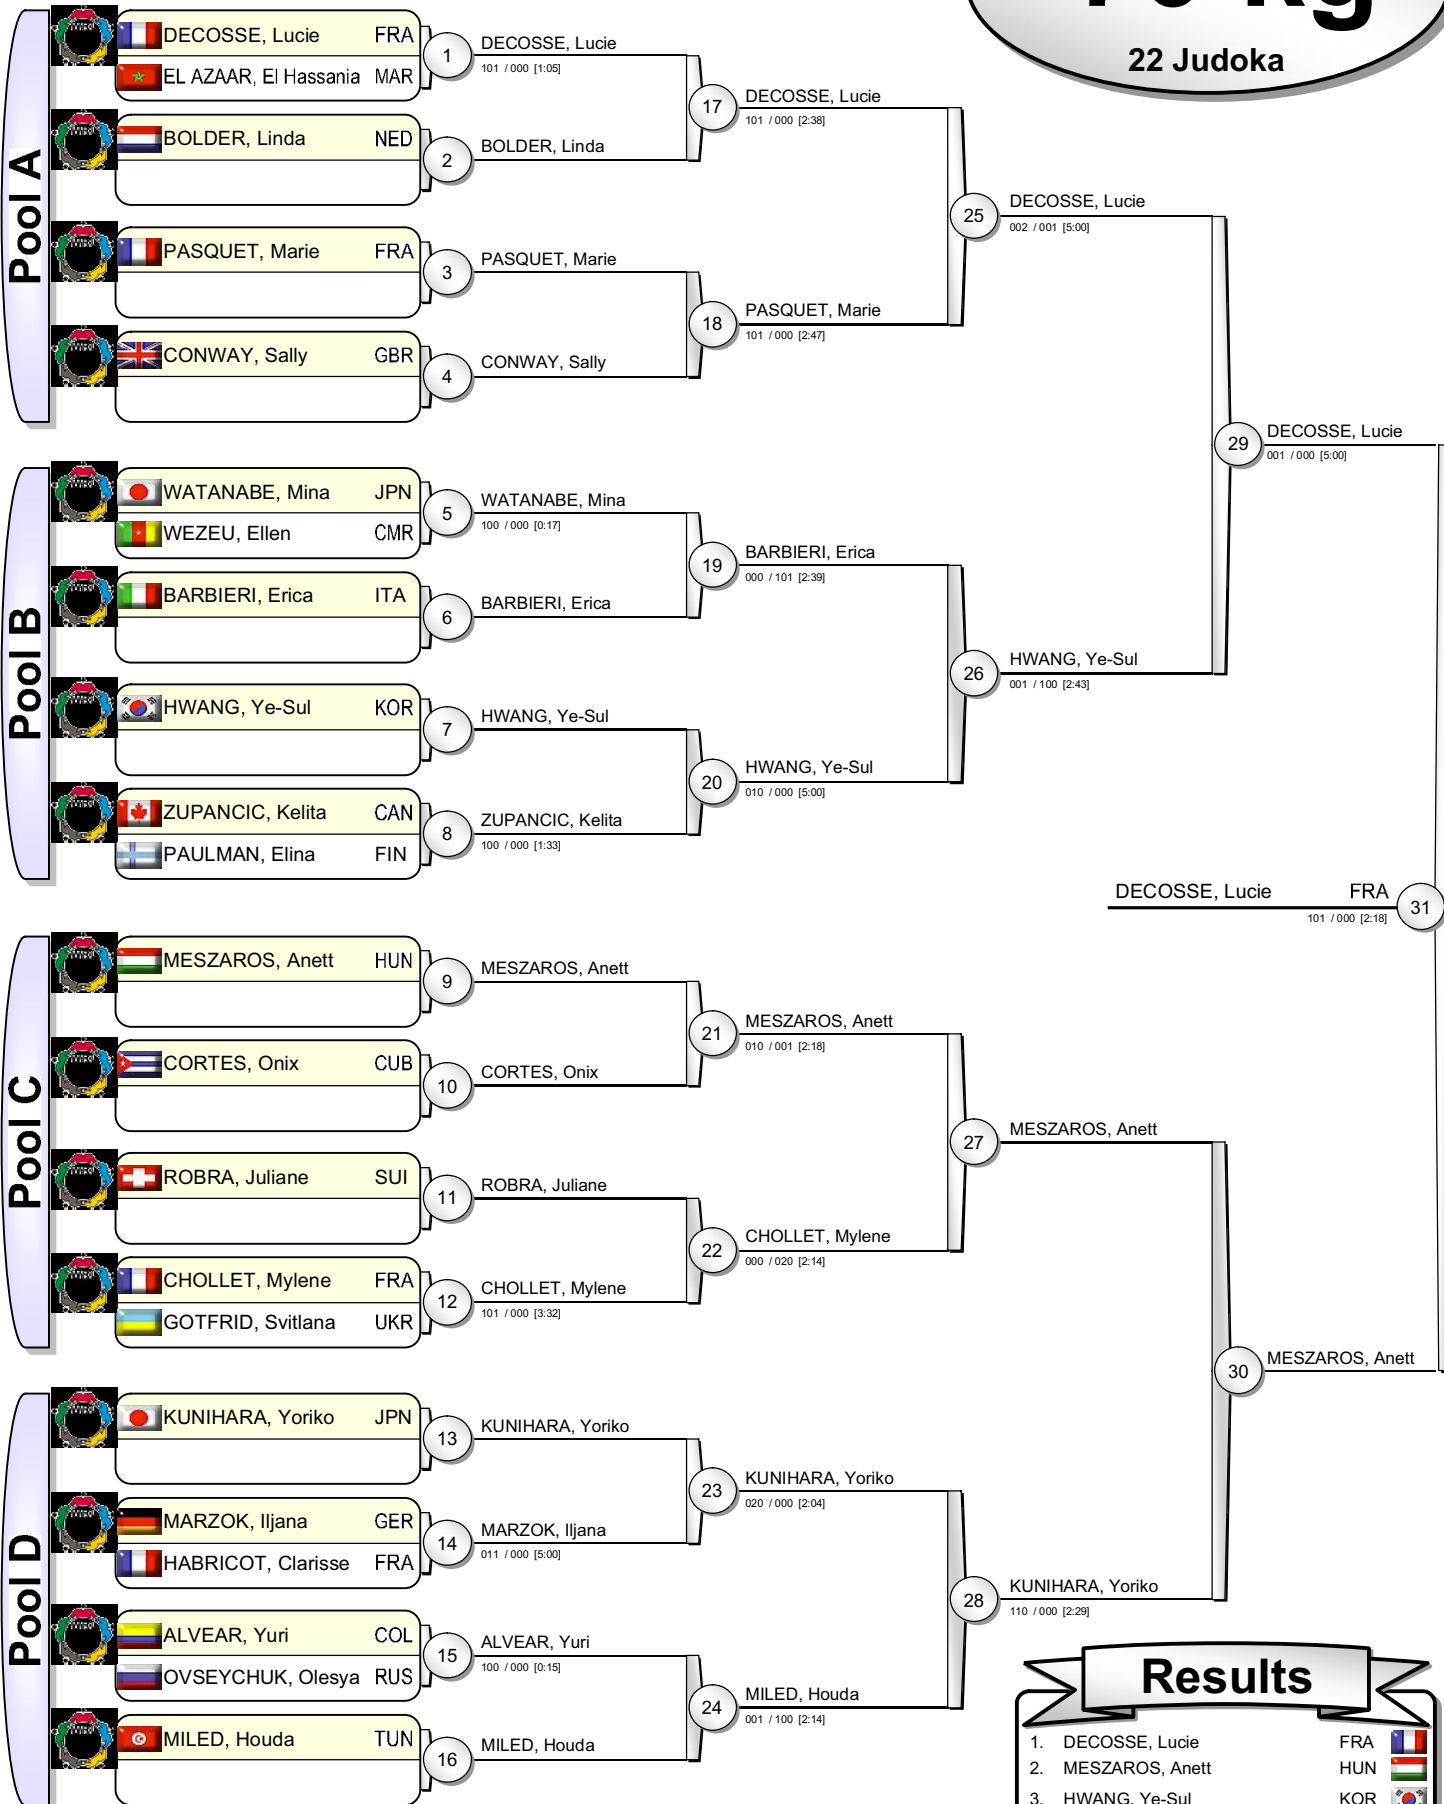 70 kg
22 Judoka
Pool A
DECOSSE, Lucie FRA
EL AZAAR, El Hassania MAR
1
DECOSSE, Lucie
101 / 000 [1:05]
BOLDER, Linda NED
2
BOLDER, Linda
17
DECOSSE, Lucie
101 / 000 [2:38]
PASQUET, Marie FRA
3
PASQUET, Marie
CONWAY, Sally GBR
4
CONWAY, Sally
18
PASQUET, Marie
101 / 000 [2:47]
25
DECOSSE, Lucie
002 / 001 [5:00]
Pool B
WATANABE, Mina JPN
WEZEU, Ellen CMR
5
WATANABE, Mina
100 / 000 [0:17]
BARBIERI, Erica ITA
6
BARBIERI, Erica
19
BARBIERI, Erica
000 / 101 [2:39]
HWANG, Ye-Sul KOR
7
HWANG, Ye-Sul
ZUPANCIC, Kelita CAN
PAULMAN, Elina FIN
8
ZUPANCIC, Kelita
100 / 000 [1:33]
20
HWANG, Ye-Sul
010 / 000 [5:00]
26
HWANG, Ye-Sul
001 / 100 [2:43]
29
DECOSSE, Lucie
001 / 000 [5:00]
DECOSSE, Lucie FRA
101 / 000 [2:18]
31
Pool C
MESZAROS, Anett HUN
9
MESZAROS, Anett
CORTES, Onix CUB
10
CORTES, Onix
21
MESZAROS, Anett
010 / 001 [2:18]
ROBRA, Juliane SUI
11
ROBRA, Juliane
CHOLLET, Mylene FRA
GOTFRID, Svitlana UKR
12
CHOLLET, Mylene
101 / 000 [3:32]
22
CHOLLET, Mylene
000 / 020 [2:14]
27
MESZAROS, Anett
Pool D
KUNIHARA, Yoriko JPN
13
KUNIHARA, Yoriko
MARZOK, Iljana GER
HABRICOT, Clarisse FRA
14
MARZOK, Iljana
011 / 000 [5:00]
23
KUNIHARA, Yoriko
020 / 000 [2:04]
ALVEAR, Yuri COL
OVSEYCHUK, Olesya RUS
15
ALVEAR, Yuri
100 / 000 [0:15]
MILED, Houda TUN
16
MILED, Houda
24
MILED, Houda
001 / 100 [2:14]
28
KUNIHARA, Yoriko
110 / 000 [2:29]
30
MESZAROS, Anett
Results
1. DECOSSE, Lucie FRA
2. MESZAROS, Anett HUN
3. HWANG, Ye-Sul KOR